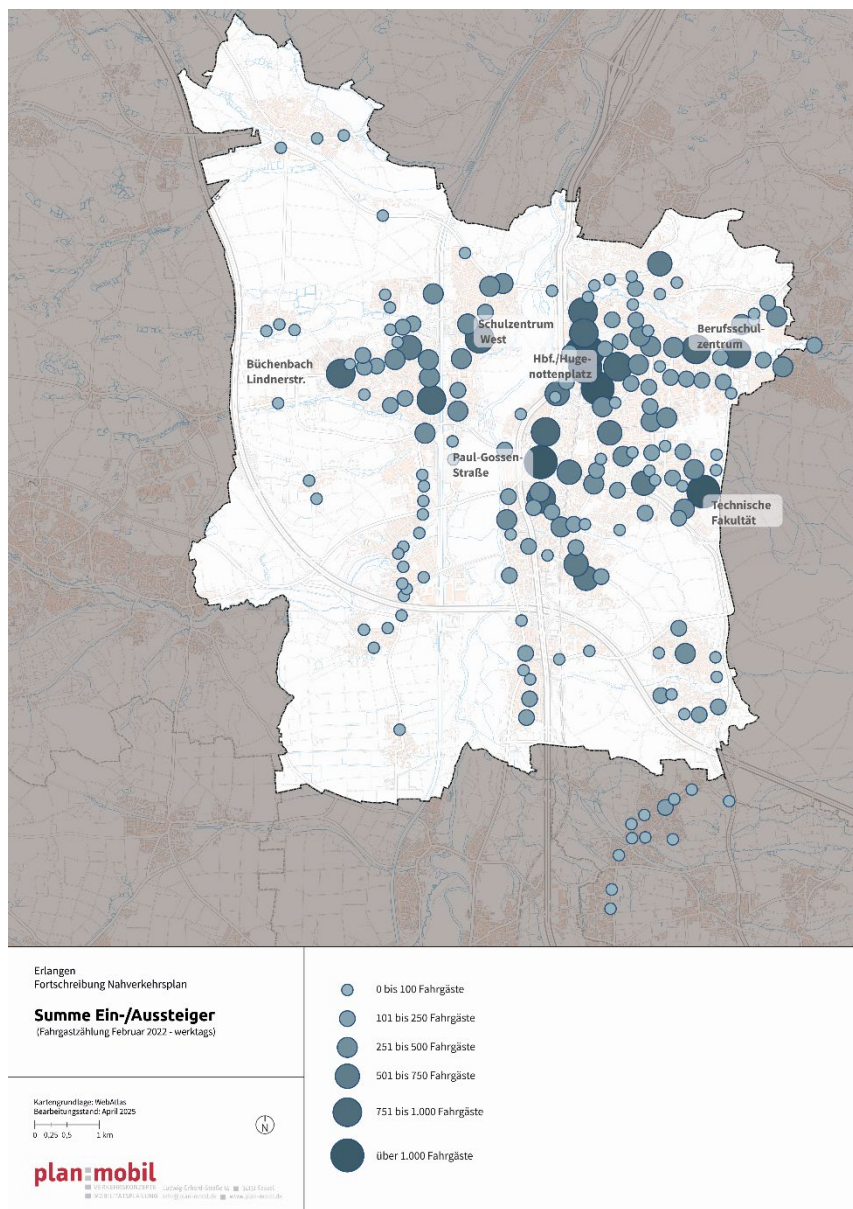 Schulzentrum
West
Berufsschul-
zentrum
Hbf./Huge-
nottenplatz
Büchenbach
Lindnerstr.
Paul-Gossen-
Straße
Technische
Fakultät
Erlangen
Fortschreibung Nahverkehrsplan
Summe Ein-/Aussteiger
(Fahrgastzählung Februar 2022 - werktags)
Kartengrundlage: WebAtlas
Bearbeitungsstand: April 2025
0 0,25 0,5 1 km
N
plan:mobil
VERKEHRSKONZEPTE
MOBILITÄTSPLANUNG
0 bis 100 Fahrgäste
101 bis 250 Fahrgäste
251 bis 500 Fahrgäste
501 bis 750 Fahrgäste
751 bis 1.000 Fahrgäste
über 1.000 Fahrgäste